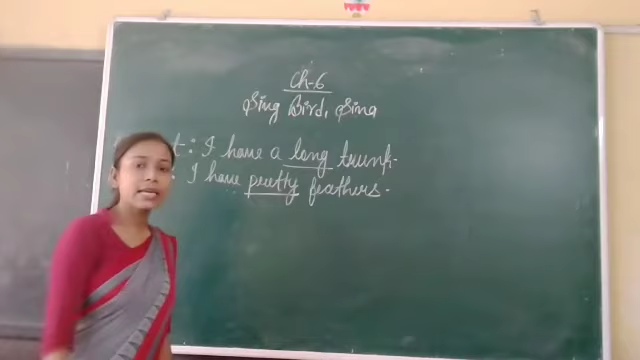 Ch-6
Sing Bird, Sing
t: I have a long trunk.
: I have pretty feathers.